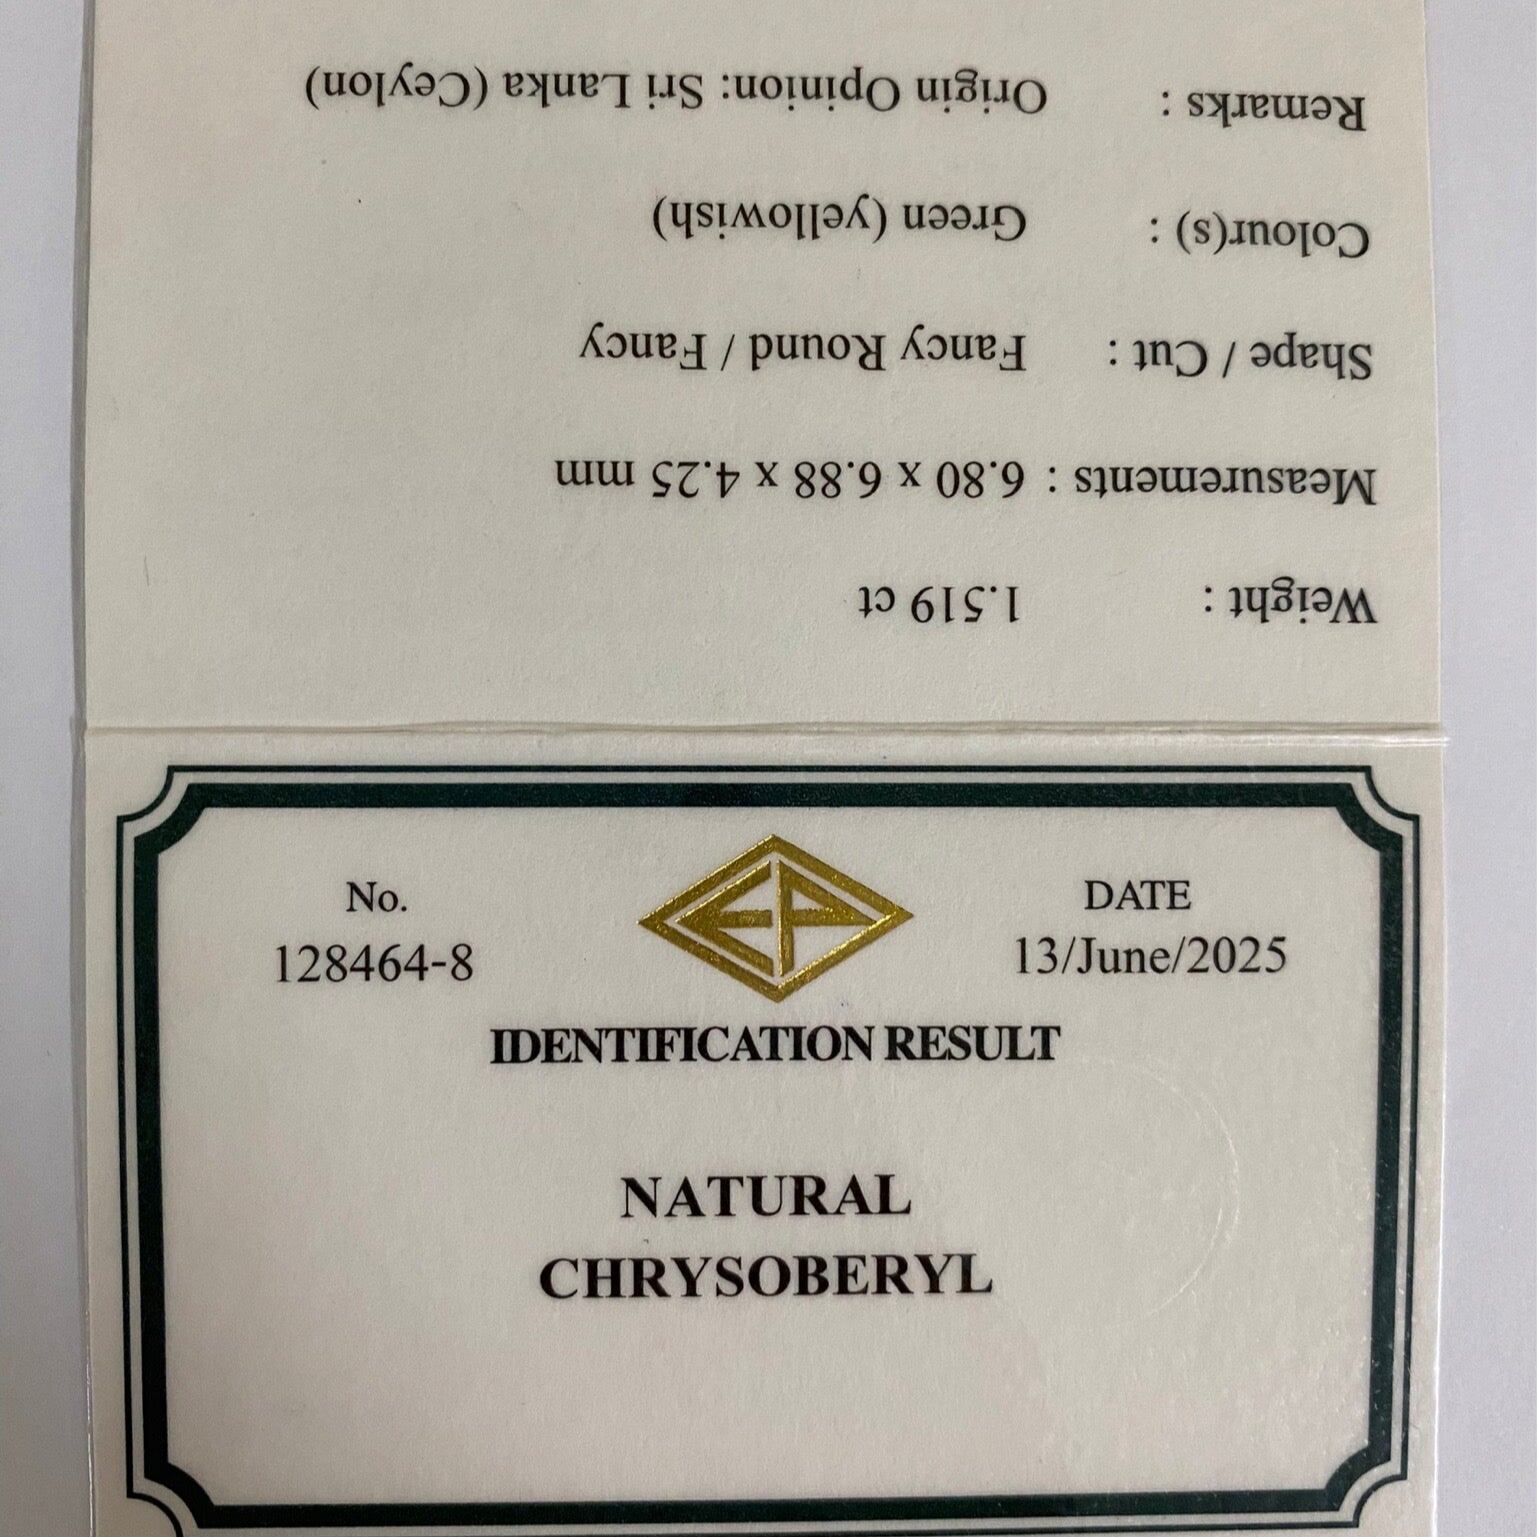 No.
128464-8
EP
DATE
13/June/2025
IDENTIFICATION RESULT
NATURAL
CHRYSOBERYL
Weight : 1.519 ct
Measurements : 6.80 x 6.88 x 4.25 mm
Shape / Cut : Fancy Round / Fancy
Colour(s) : Green (yellowish)
Remarks : Origin Opinion: Sri Lanka (Ceylon)